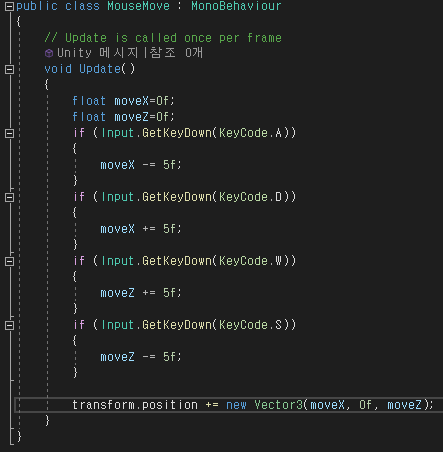 public class MouseMove : MonoBehaviour
{
// Update is called once per frame
Unity 메시지|참조 0개
void Update()
{
float moveX=0f;
float moveZ=0f;
if (Input.GetKeyDown(KeyCode.A))
{
moveX -= 5f;
}
if (Input.GetKeyDown(KeyCode.D))
{
moveX += 5f;
}
if (Input.GetKeyDown(KeyCode.W))
{
moveZ += 5f;
}
if (Input.GetKeyDown(KeyCode.S))
{
moveZ -= 5f;
}
transform.position += new Vector3(moveX, 0f, moveZ);
}
}